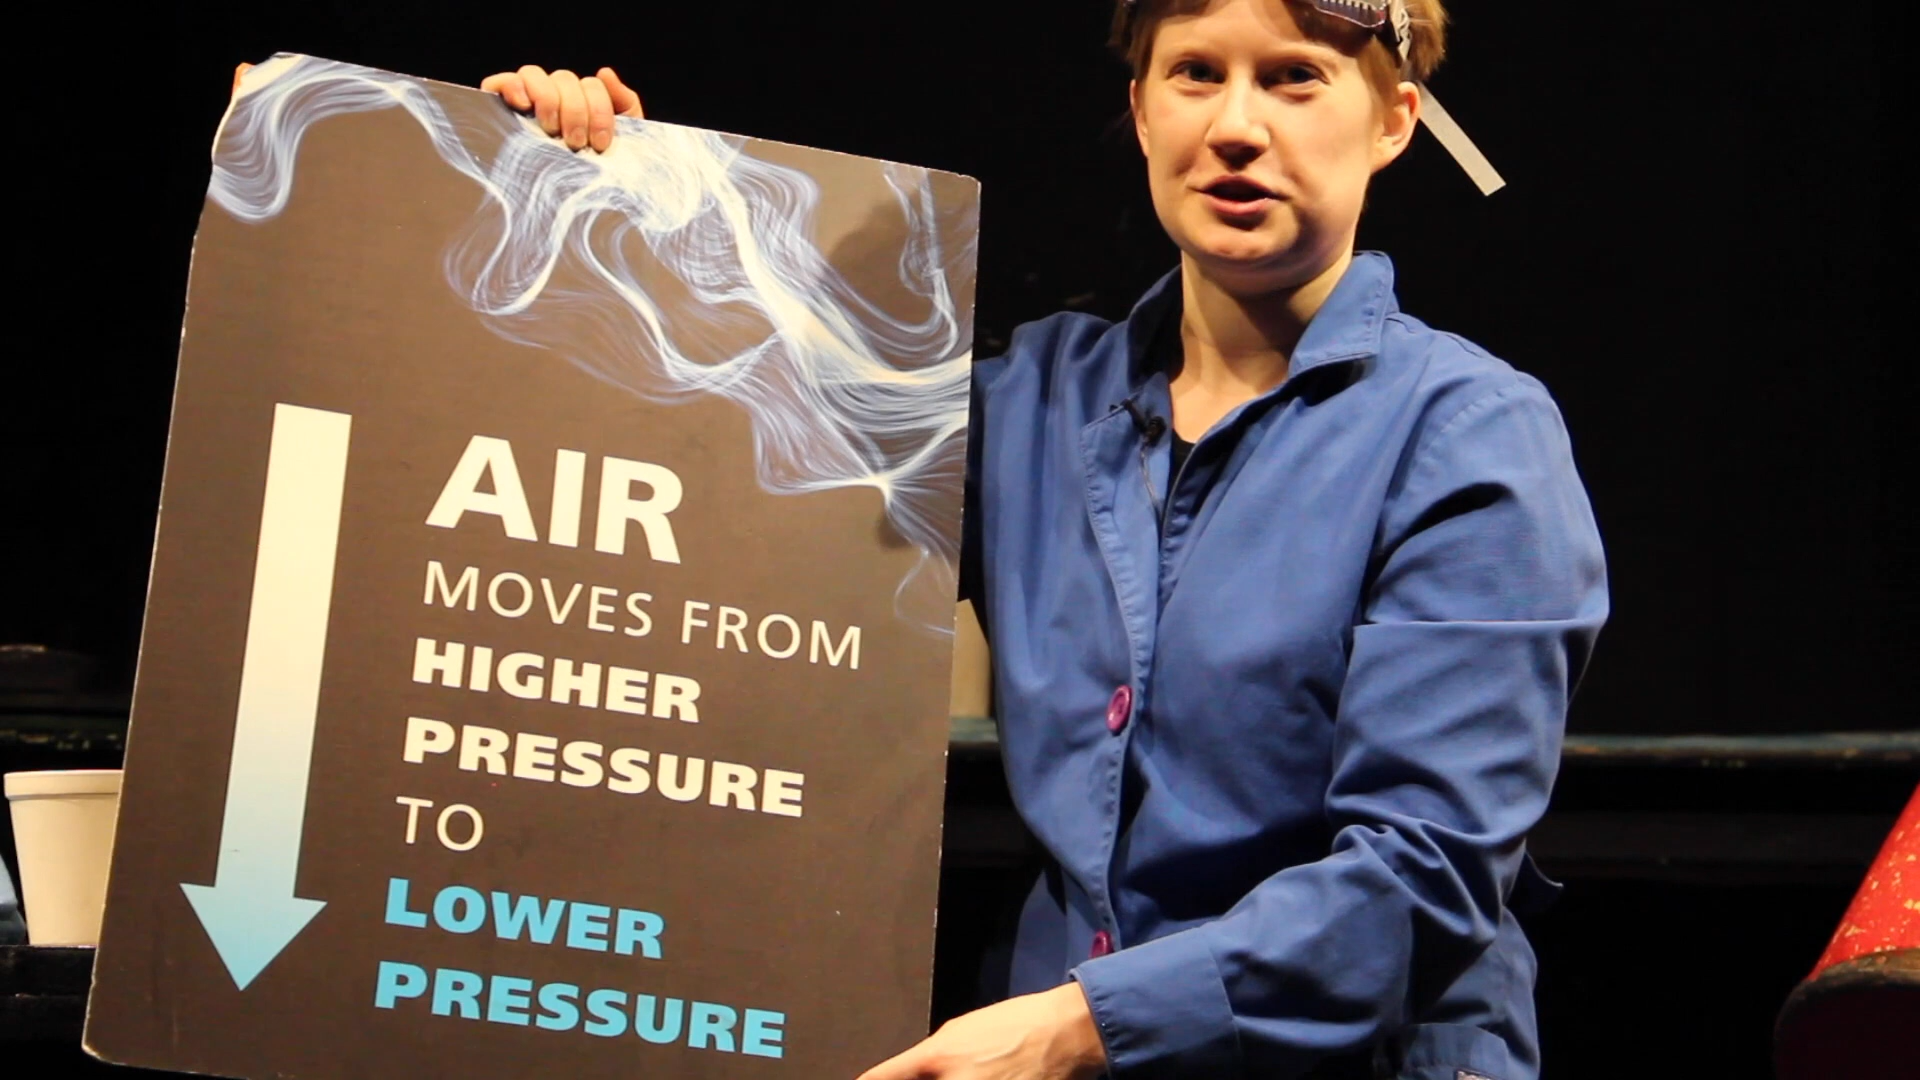 AIR
MOVES FROM
HIGHER
PRESSURE
TO
LOWER
PRESSURE